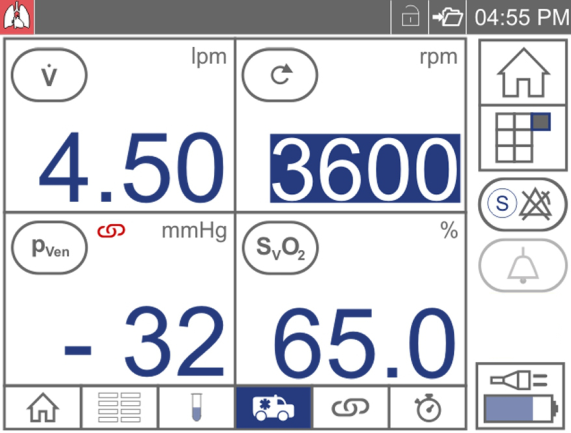 04:55 PM
V̇ lpm
rpm
4.50
3600
pVen mmHg
SVO2 %
- 32
65.0
S